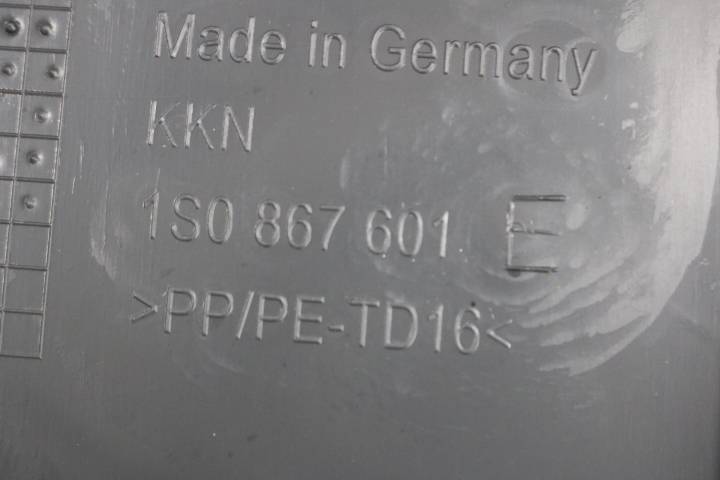 Made in Germany
KKN
1S0 867 601 E
>PP/PE-TD16<